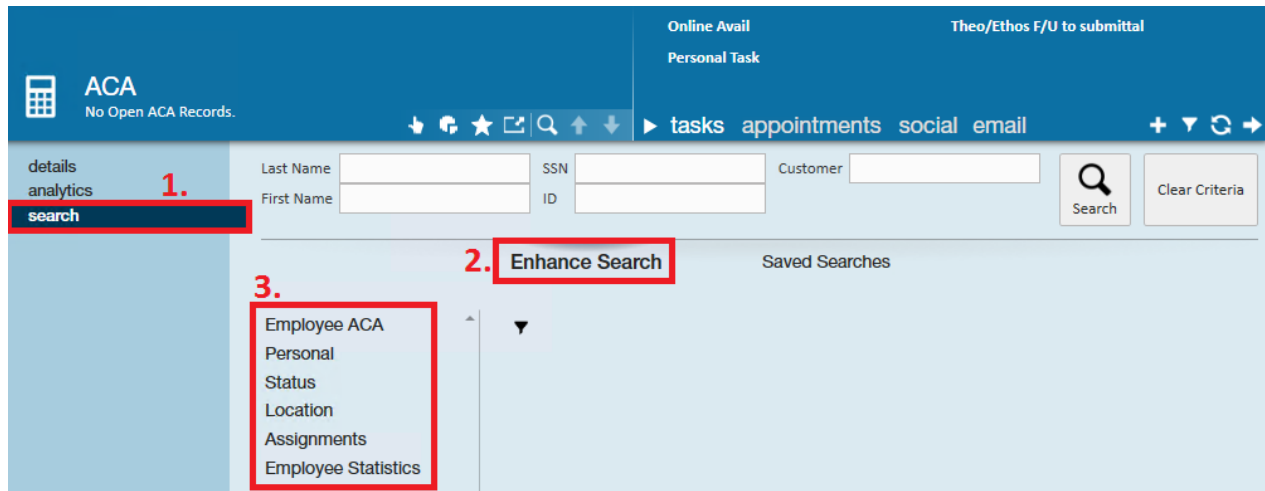 Online Avail
Theo/Ethos F/U to submittal
Personal Task
ACA
No Open ACA Records.
tasks appointments social email
details
analytics
1.
search
Last Name
SSN
Customer
First Name
ID
Search
Clear Criteria
2.
Enhance Search
Saved Searches
3.
Employee ACA
Personal
Status
Location
Assignments
Employee Statistics